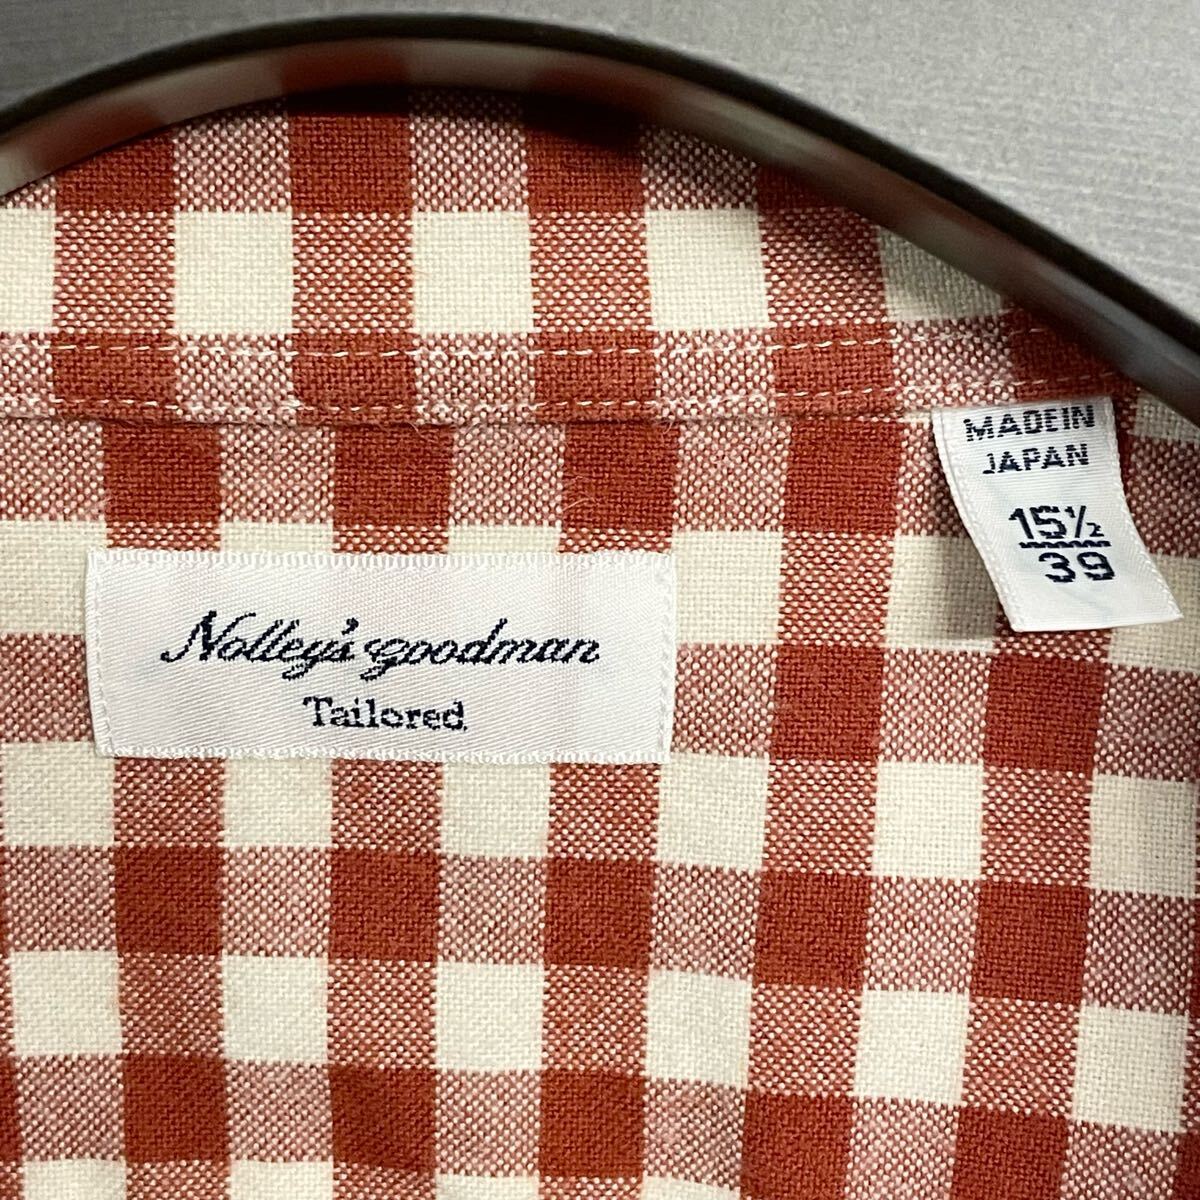 MADE IN
JAPAN
15½
39
Nolley's goodman
Tailored